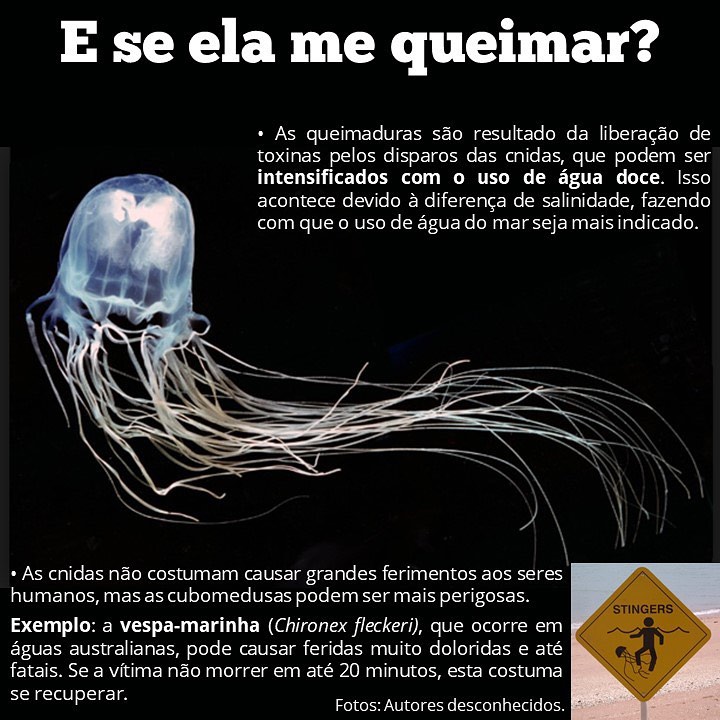 E se ela me queimar?
• As queimaduras são resultado da liberação de
toxinas pelos disparos das cnidas, que podem ser
intensificados com o uso de água doce. Isso
acontece devido à diferença de salinidade, fazendo
com que o uso de água do mar seja mais indicado.
• As cnidas não costumam causar grandes ferimentos aos seres
humanos, mas as cubomedusas podem ser mais perigosas.
Exemplo: a vespa-marinha (Chironex fleckeri), que ocorre em
águas australianas, pode causar feridas muito doloridas e até
fatais. Se a vítima não morrer em até 20 minutos, esta costuma
se recuperar.
Fotos: Autores desconhecidos.
STINGERS